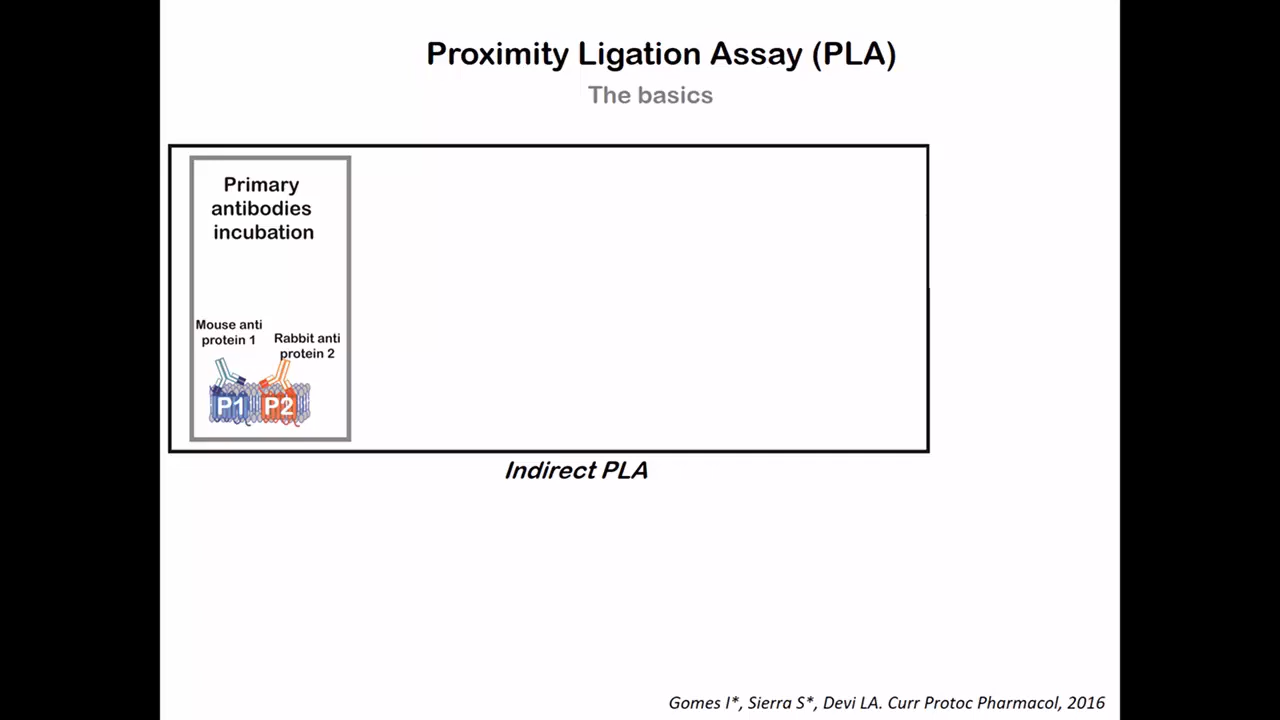 Proximity Ligation Assay (PLA)
The basics
Primary
antibodies
incubation
Mouse anti
protein 1
Rabbit anti
protein 2
P1
P2
Indirect PLA
Gomes I*, Sierra S*, Devi LA. Curr Protoc Pharmacol, 2016